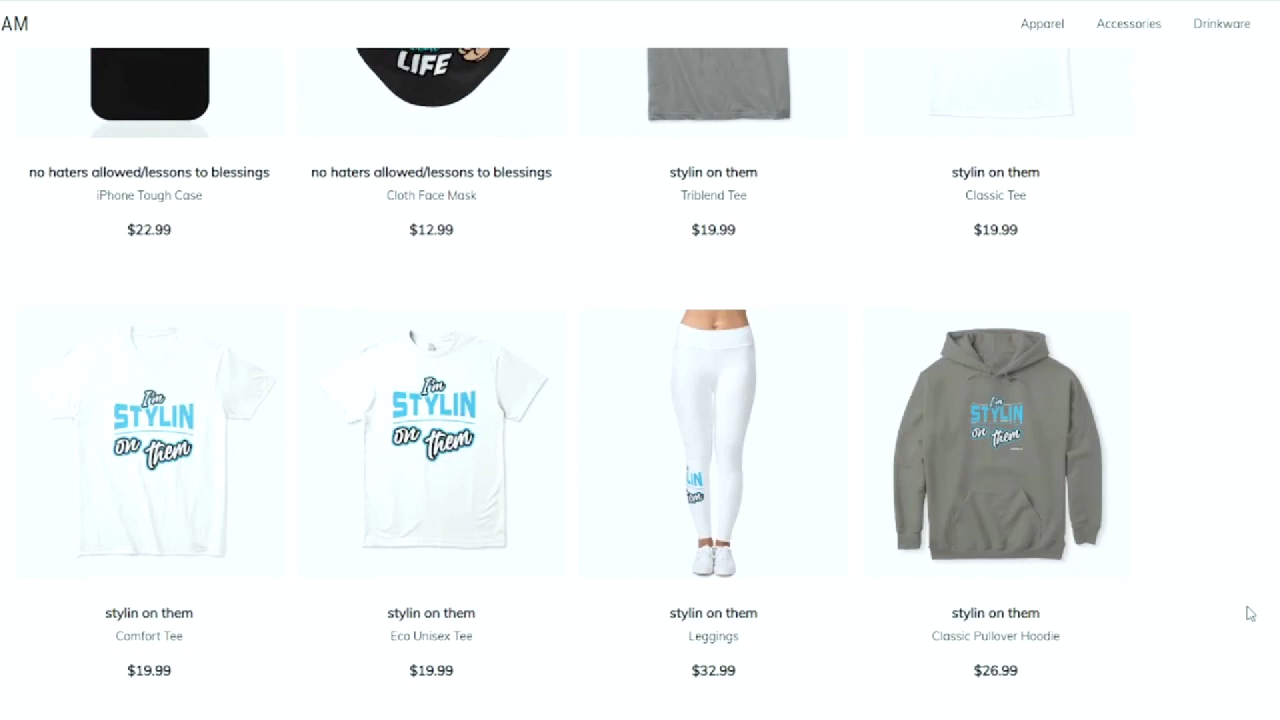 AM
Apparel Accessories Drinkware
LIFE
no haters allowed/lessons to blessings
iPhone Tough Case
$22.99
no haters allowed/lessons to blessings
Cloth Face Mask
$12.99
stylin on them
Triblend Tee
$19.99
stylin on them
Classic Tee
$19.99
I'm
STYLIN
on them
I'm
STYLIN
on them
LIN
em
I'm
STYLIN
on them
stylin on them
Comfort Tee
$19.99
stylin on them
Eco Unisex Tee
$19.99
stylin on them
Leggings
$32.99
stylin on them
Classic Pullover Hoodie
$26.99